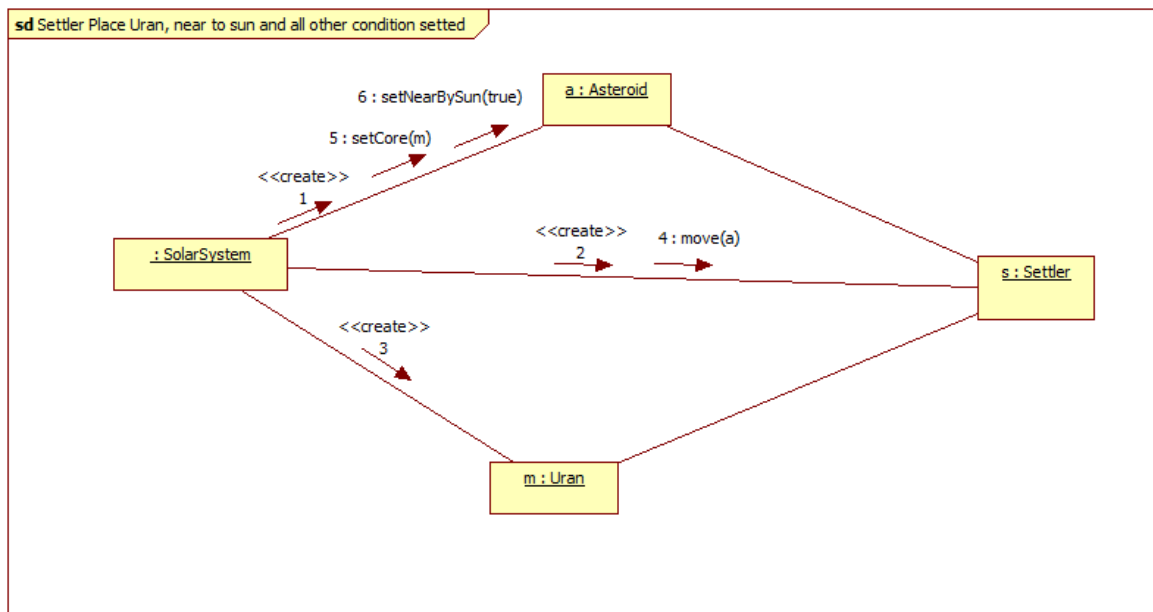 sd Settler Place Uran, near to sun and all other condition setted
a : Asteroid
6 : setNearBySun(true)
5 : setCore(m)
<<create>>
1
: SolarSystem
<<create>>
2
4 : move(a)
s : Settler
<<create>>
3
m : Uran